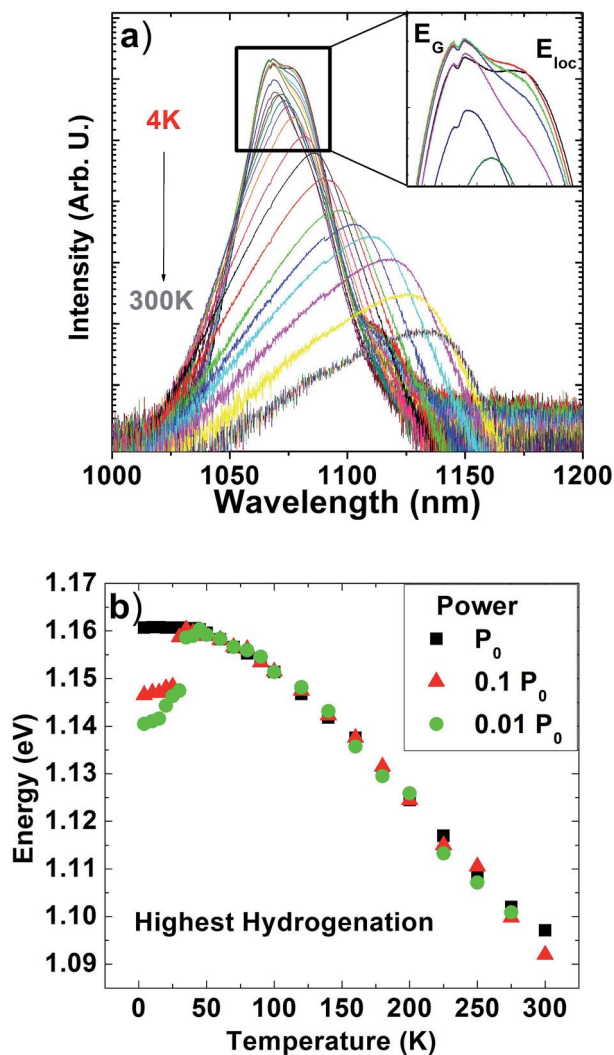 a)
E_G
E_loc
4K
300K
Intensity (Arb. U.)
1000 1050 1100 1150 1200
Wavelength (nm)
b)
1.17
1.16
1.15
1.14
1.13
1.12
1.11
1.10
1.09
Energy (eV)
Power
P_0
0.1 P_0
0.01 P_0
Highest Hydrogenation
0 50 100 150 200 250 300
Temperature (K)